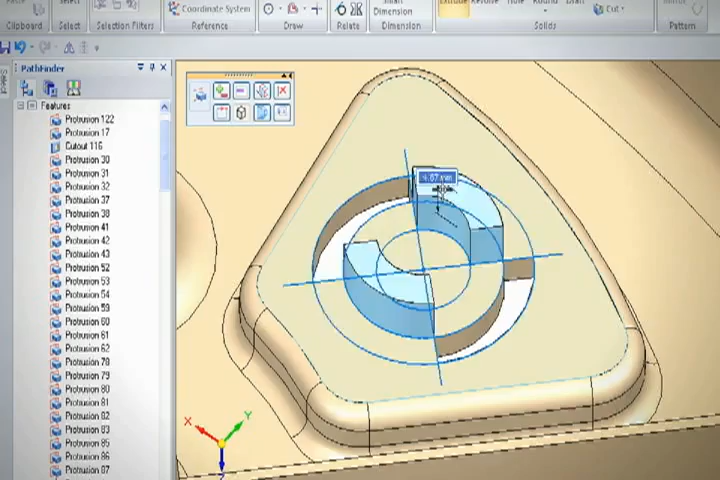 Coordinate System
Dimension
Cut
Clipboard
Select
Selection Filters
Reference
Draw
Relate
Dimension
Solids
Pattern
PathFinder
Features
Protrusion 122
Protrusion 17
Cutout 116
Protrusion 30
Protrusion 31
Protrusion 32
Protrusion 37
Protrusion 38
Protrusion 41
Protrusion 42
Protrusion 43
Protrusion 52
Protrusion 53
Protrusion 54
Protrusion 59
Protrusion 60
Protrusion 61
Protrusion 62
Protrusion 78
Protrusion 79
Protrusion 80
Protrusion 81
Protrusion 82
Protrusion 83
Protrusion 85
Protrusion 86
Protrusion 87
X
Y